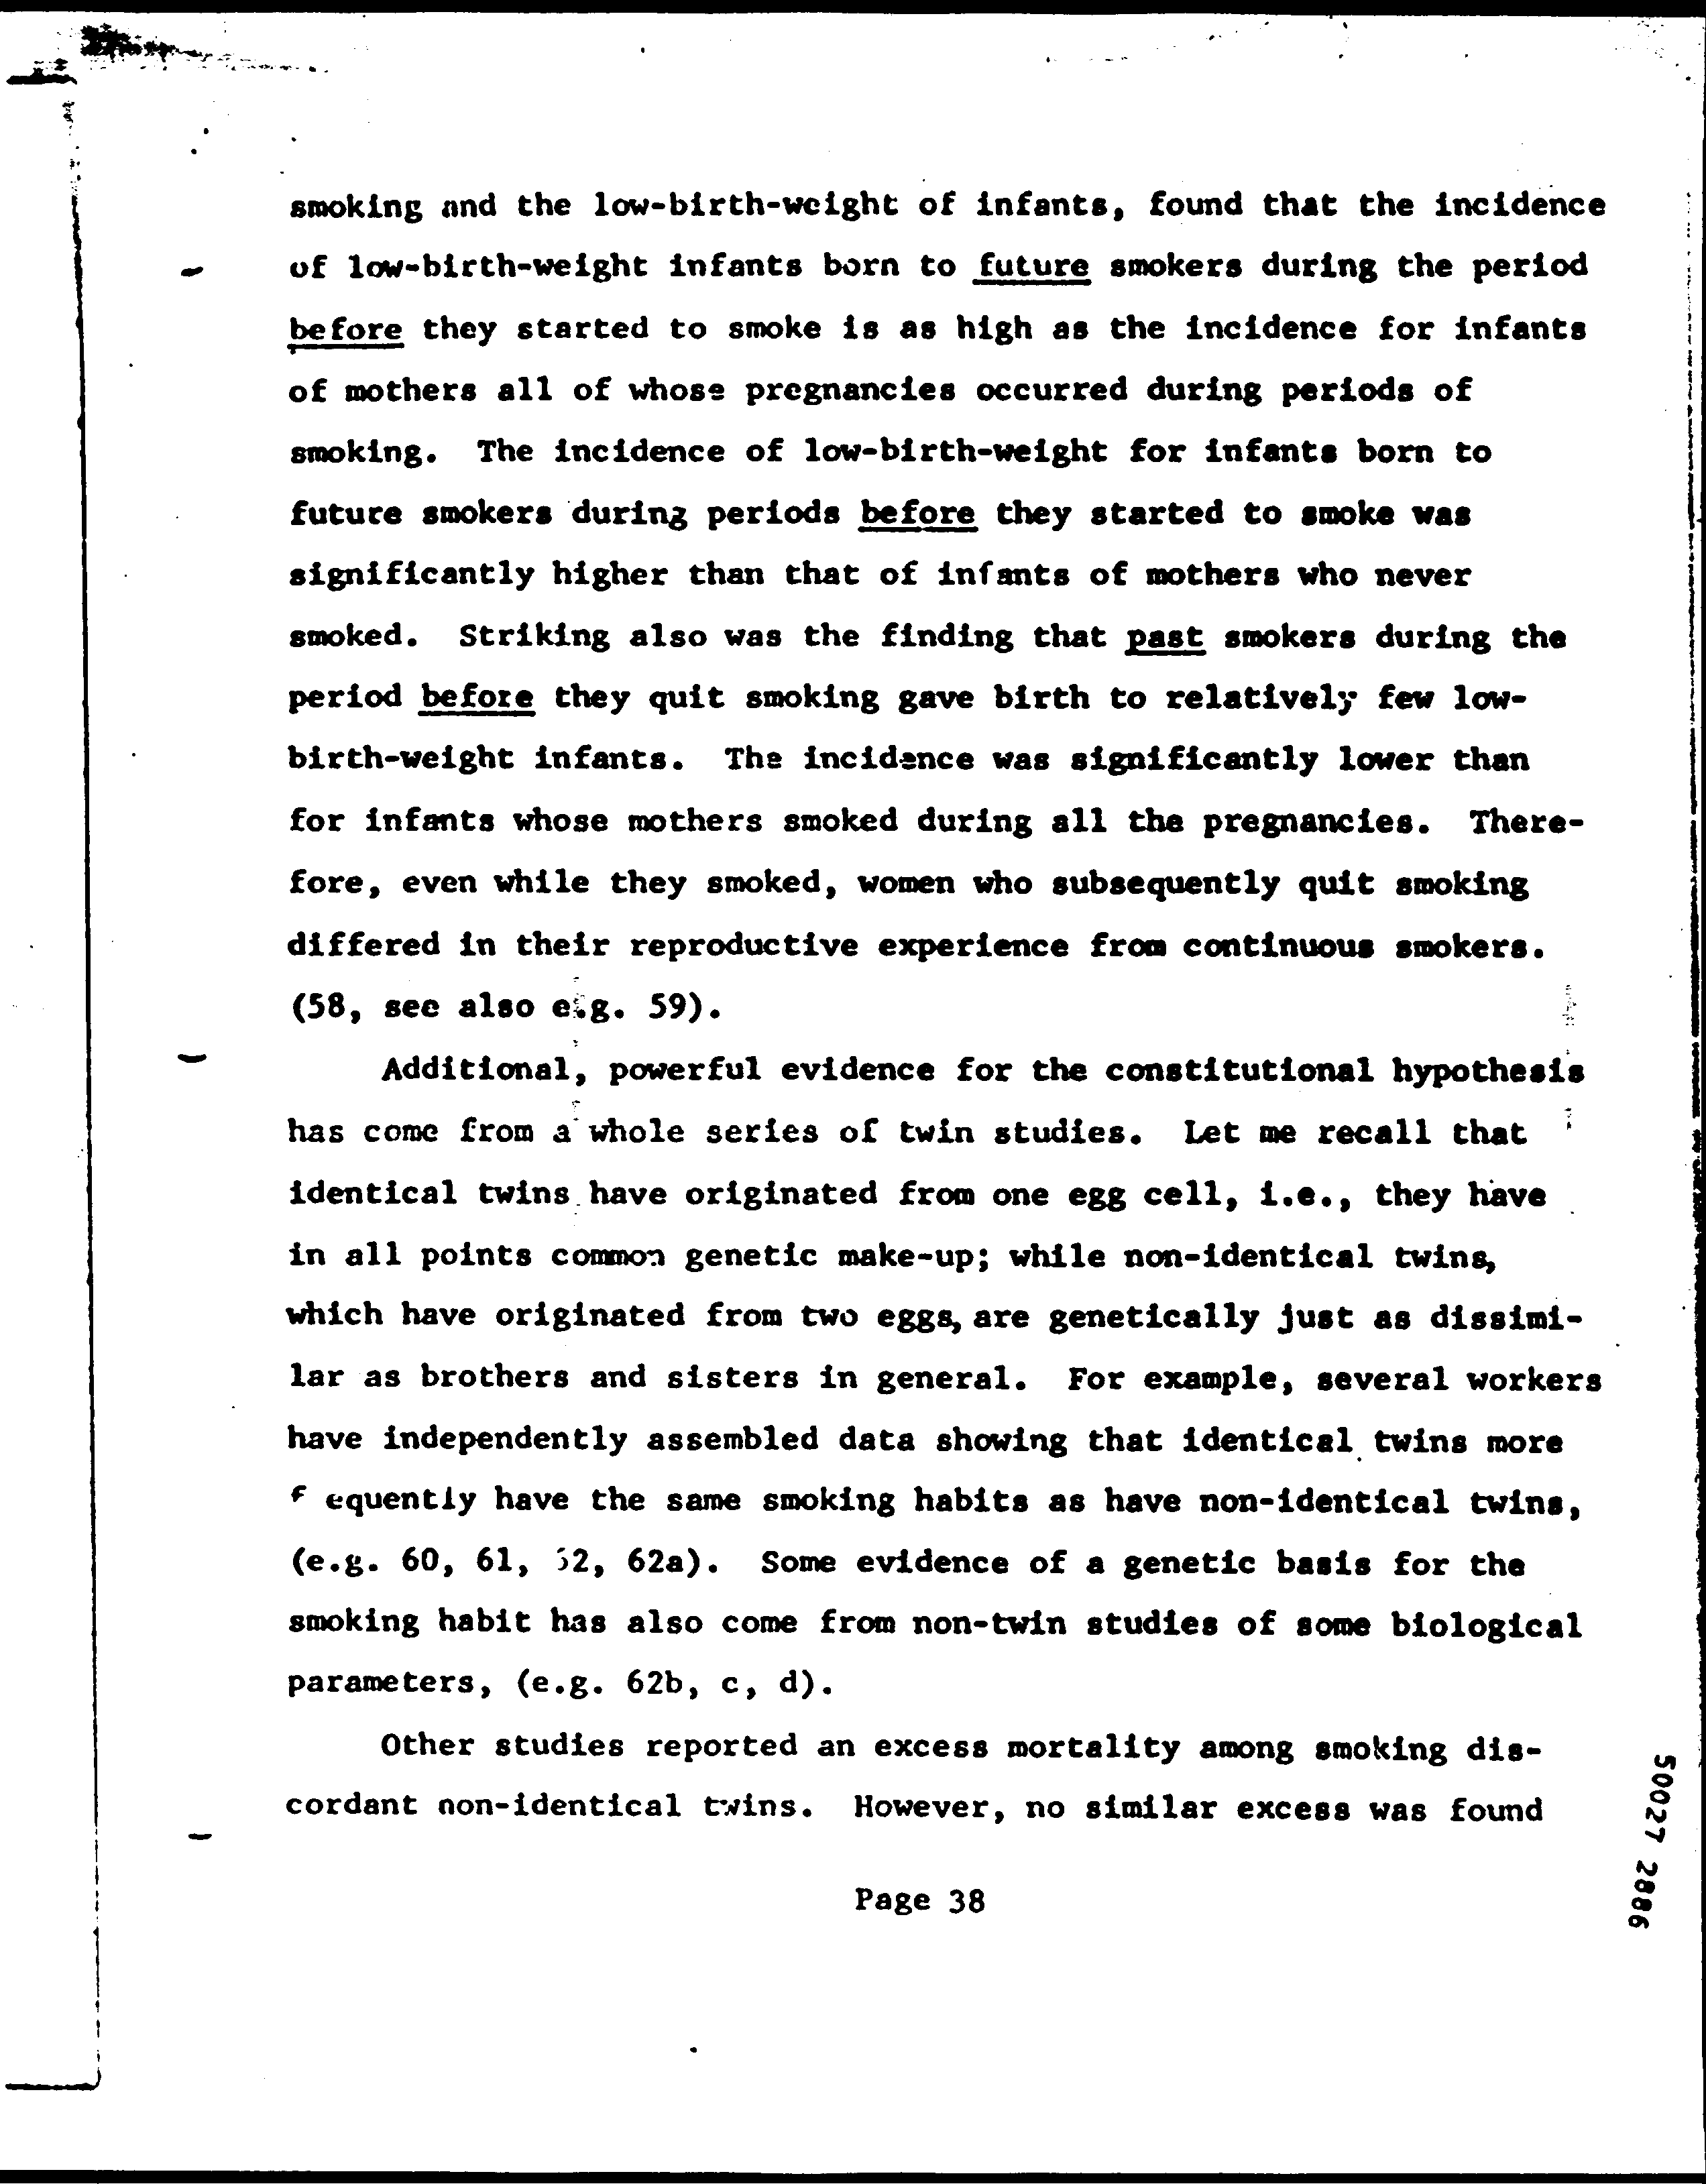 smoking and the low-birth-weight of infants, found that the incidence
of low-birth-weight infants born to future smokers during the period
before they started to smoke is as high as the incidence for infants
of mothers all of whose pregnancies occurred during periods of
smoking. The incidence of low-birth-weight for infants born to
future smokers during periods before they started to smoke was
significantly higher than that of infants of mothers who never
smoked. Striking also was the finding that past smokers during the
period before they quit smoking gave birth to relatively few low-
birth-weight infants. The incidence was significantly lower than
for infants whose mothers smoked during all the pregnancies. There-
fore, even while they smoked, women who subsequently quit smoking
differed in their reproductive experience from continuous smokers.
(58, see also e.g. 59).
Additional, powerful evidence for the constitutional hypothesis
has come from a whole series of twin studies. Let me recall that
identical twins have originated from one egg cell, i.e., they have
in all points common genetic make-up; while non-identical twins,
which have originated from two eggs, are genetically just as dissimi-
lar as brothers and sisters in general. For example, several workers
have independently assembled data showing that identical twins more
f equently have the same smoking habits as have non-identical twins,
(e.g. 60, 61, 62a). Some evidence of a genetic basis for the
smoking habit has also come from non-twin studies of some biological
parameters, (e.g. 62b, c, d).
Other studies reported an excess mortality among smoking dis-
cordant non-identical twins. However, no similar excess was found
Page 38
50027 2886